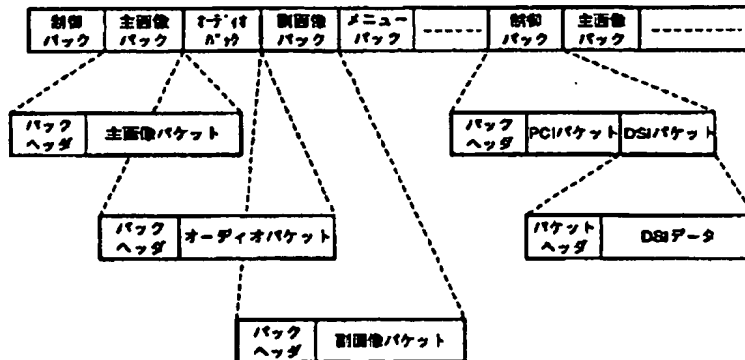 制御
パック
主画像
パック
オーディオ
パック
副画像
パック
メニュー
パック
制御
パック
主画像
パック
パック
ヘッダ
主画像パケット
パック
ヘッダ
PCIパケット
DSIパケット
パック
ヘッダ
オーディオパケット
パケット
ヘッダ
DSIデータ
パック
ヘッダ
副画像パケット